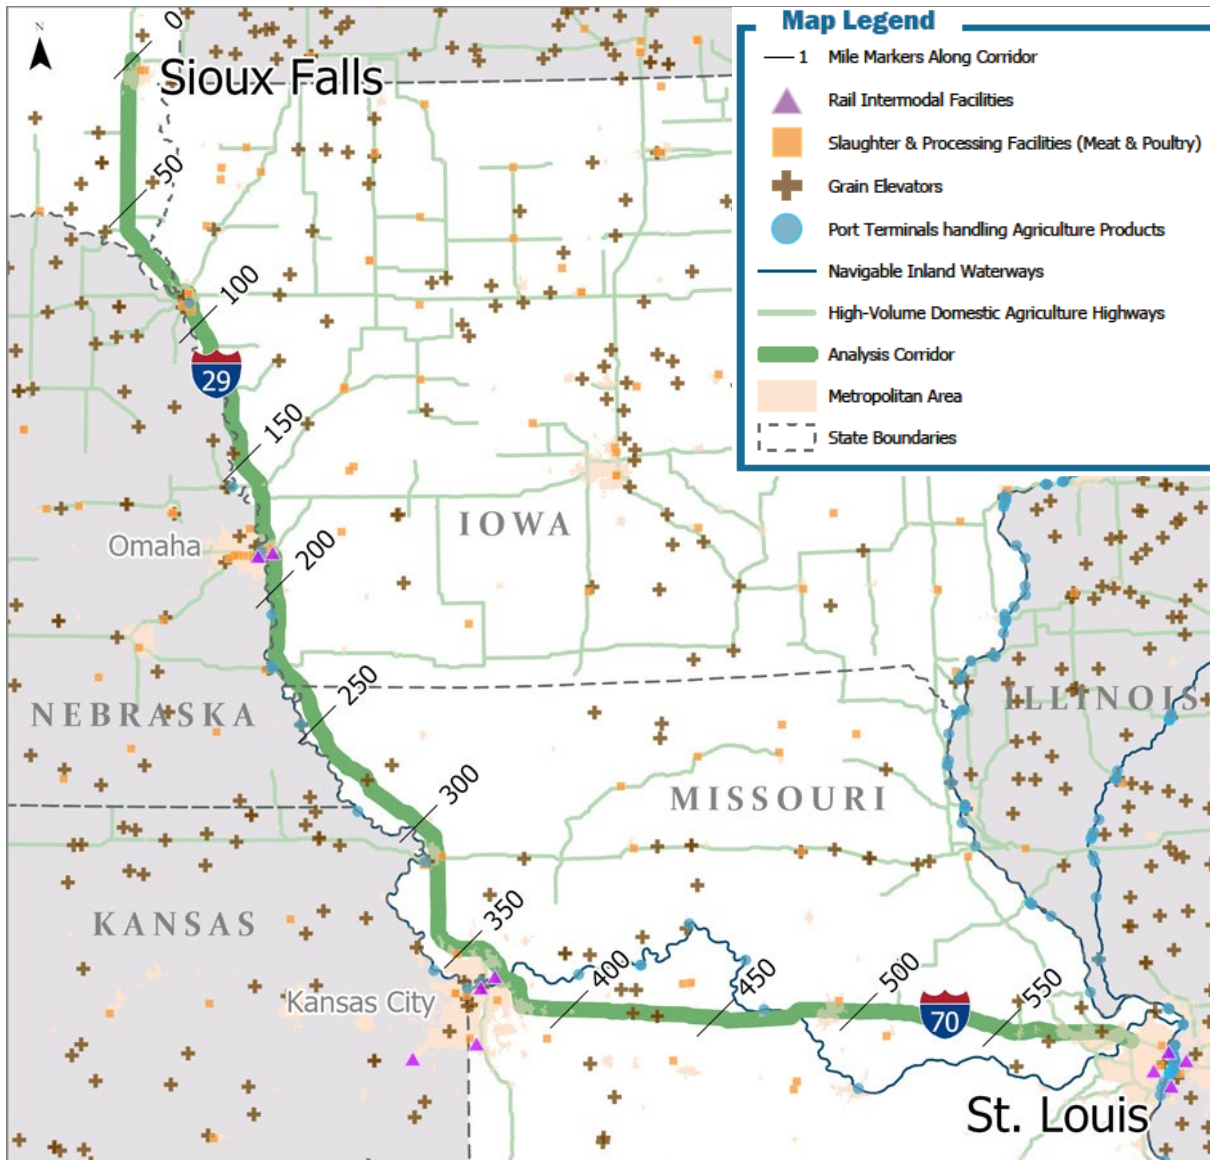 N
0
Sioux Falls
50
100
29
150
IOWA
Omaha
200
250
NEBRASKA
ILLINOIS
MISSOURI
300
KANSAS
350
Kansas City
400
450
500
550
70
St. Louis
Map Legend
1 Mile Markers Along Corridor
Rail Intermodal Facilities
Slaughter & Processing Facilities (Meat & Poultry)
Grain Elevators
Port Terminals handling Agriculture Products
Navigable Inland Waterways
High-Volume Domestic Agriculture Highways
Analysis Corridor
Metropolitan Area
State Boundaries